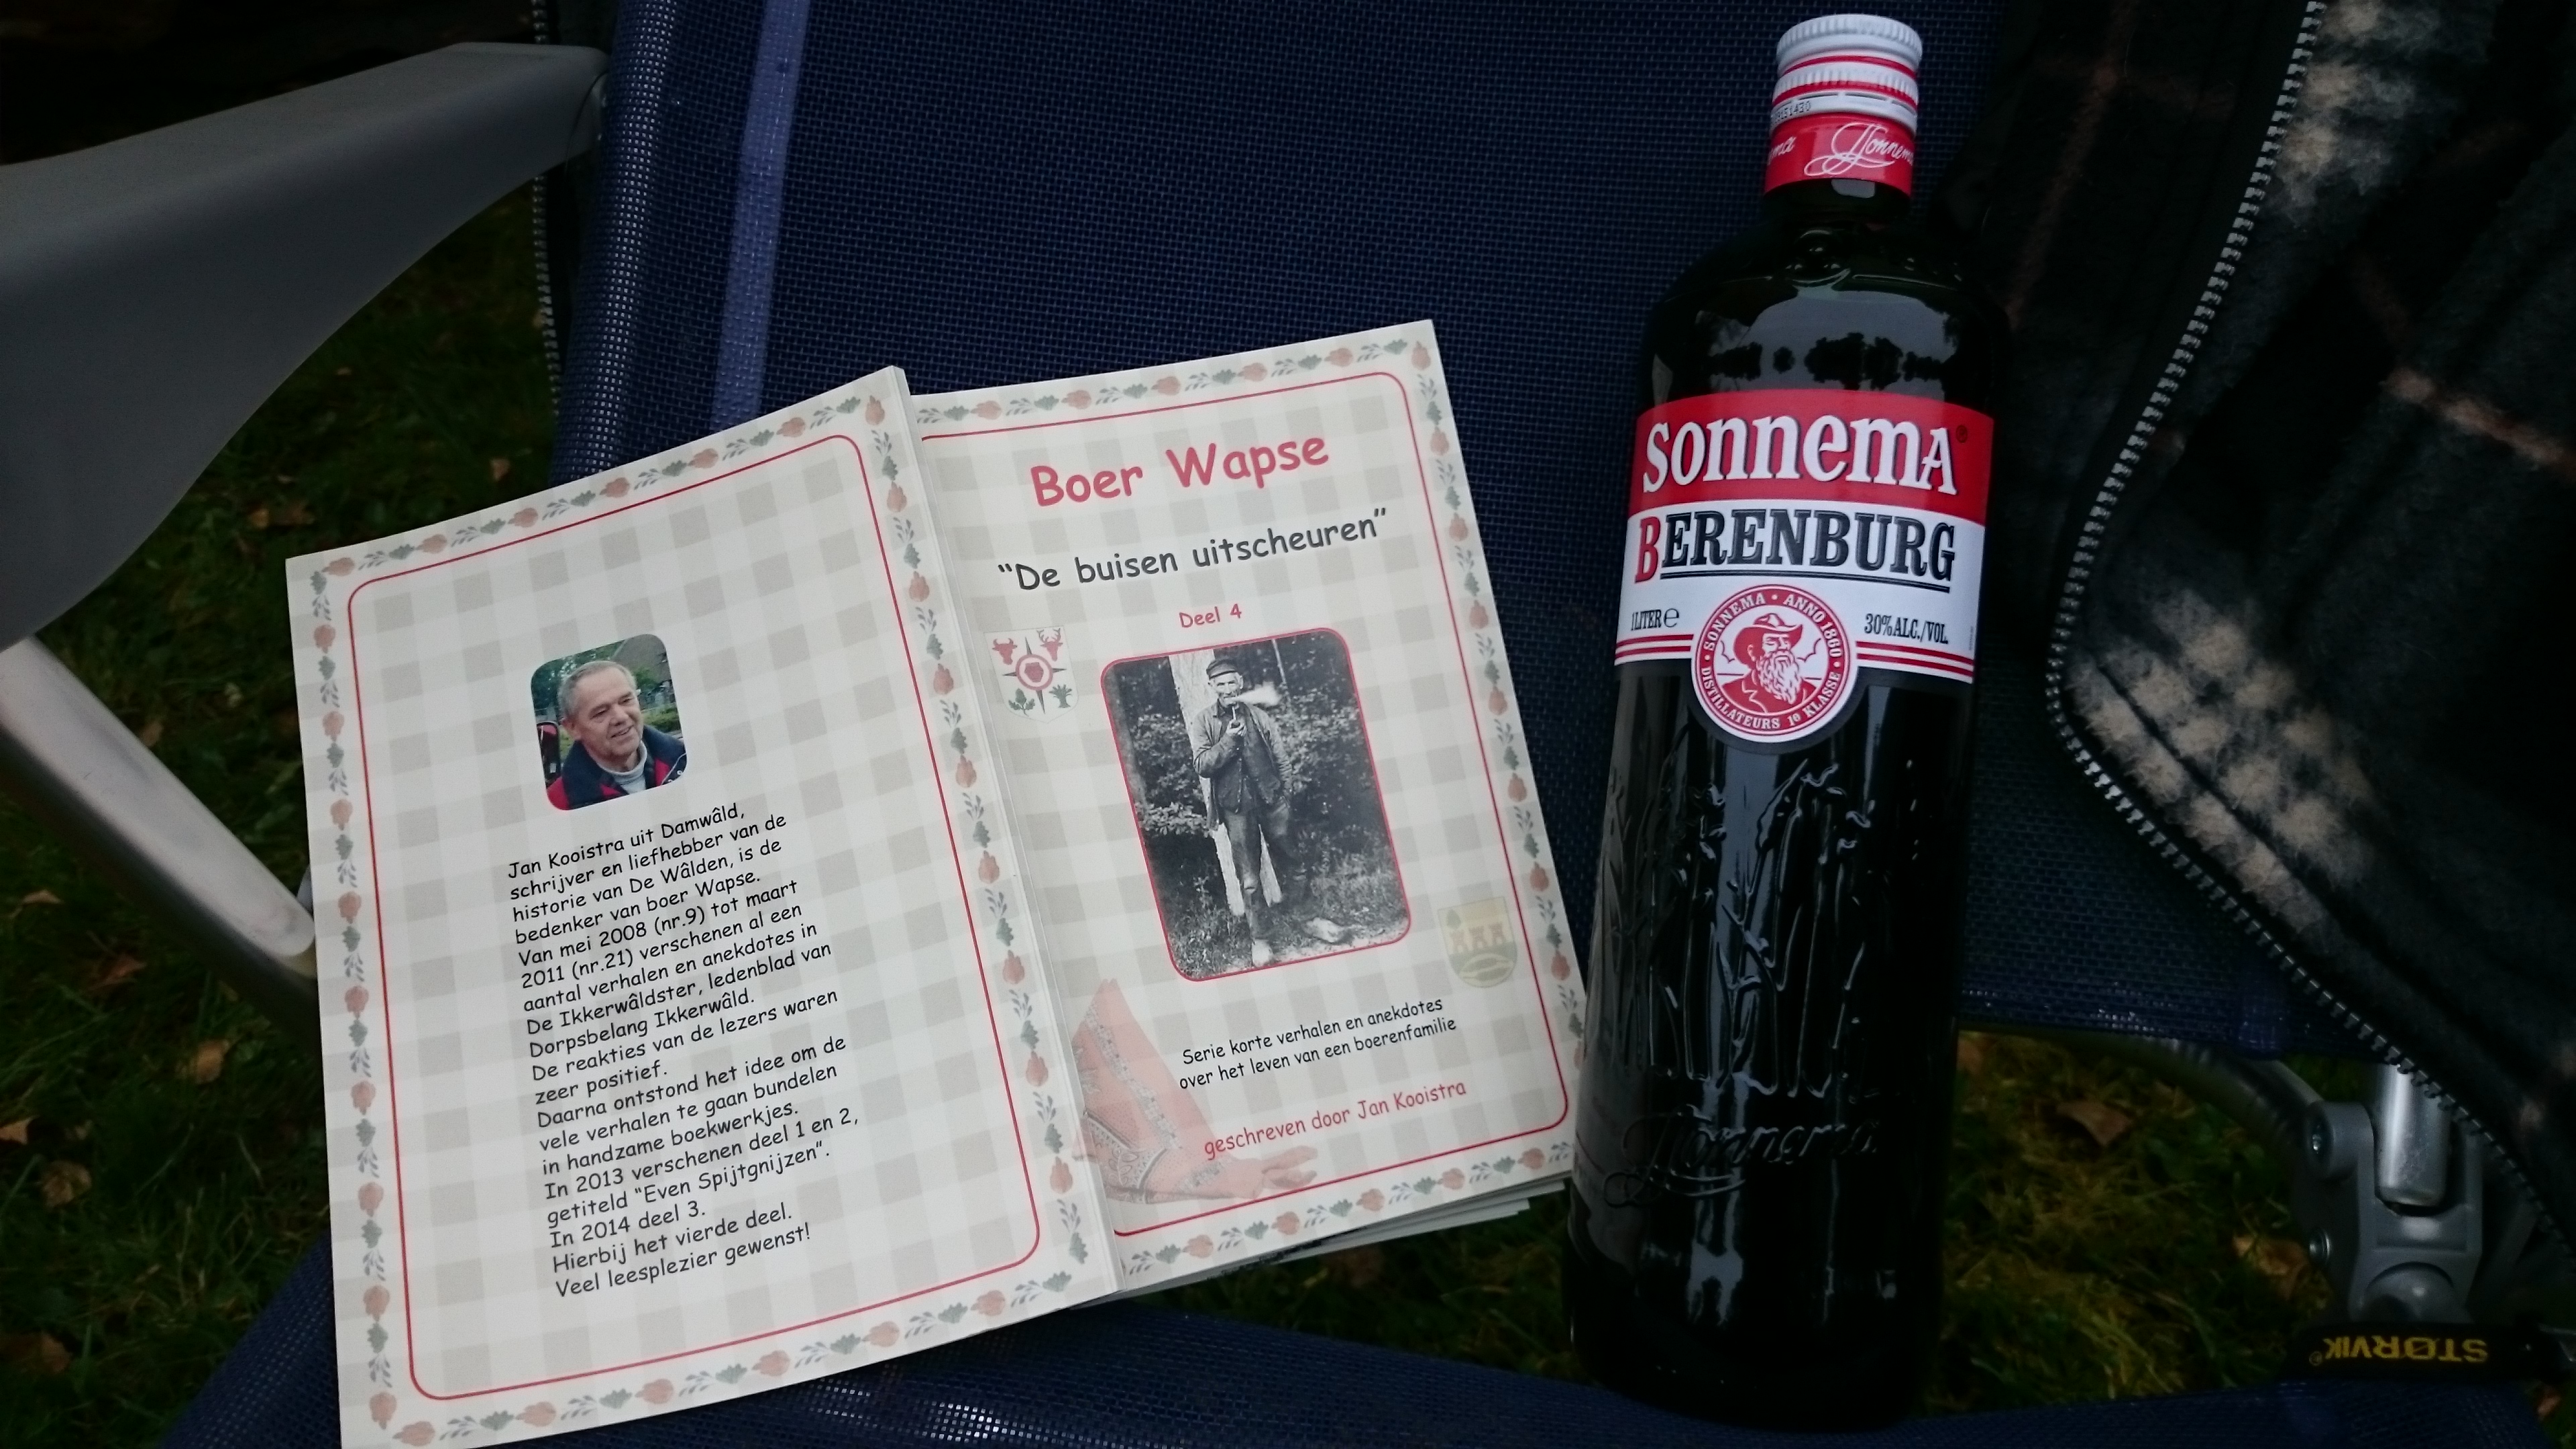 Jan Kooistra uit Damwâld,
schrijver en liefhebber van de
historie van De Wâlden, is de
bedenker van boer Wapse.
Van mei 2008 (nr.9) tot maart
2011 (nr.21) verschenen al een
aantal verhalen en anekdotes in
De Ikkerwâldster, ledenblad van
Dorpsbelang Ikkerwâld.
De reakties van de lezers waren
zeer positief.
Daarna ontstond het idee om de
vele verhalen te gaan bundelen
in handzame boekwerkjes.
In 2013 verschenen deel 1 en 2,
getiteld “Even Spijtgnijzen”.
In 2014 deel 3.
Hierbij het vierde deel.
Veel leesplezier gewenst!
Boer Wapse
“De buisen uitscheuren”
Deel 4
Serie korte verhalen en anekdotes
over het leven van een boerenfamilie
geschreven door Jan Kooistra
Sonnema
SONNEMA®
BERENBURG
1 LITER ℮
30% ALC./VOL.
SONNEMA • ANNO 1860 • DISTILLATEURS 1e KLASSE •
Sonnema
STØRVIK®